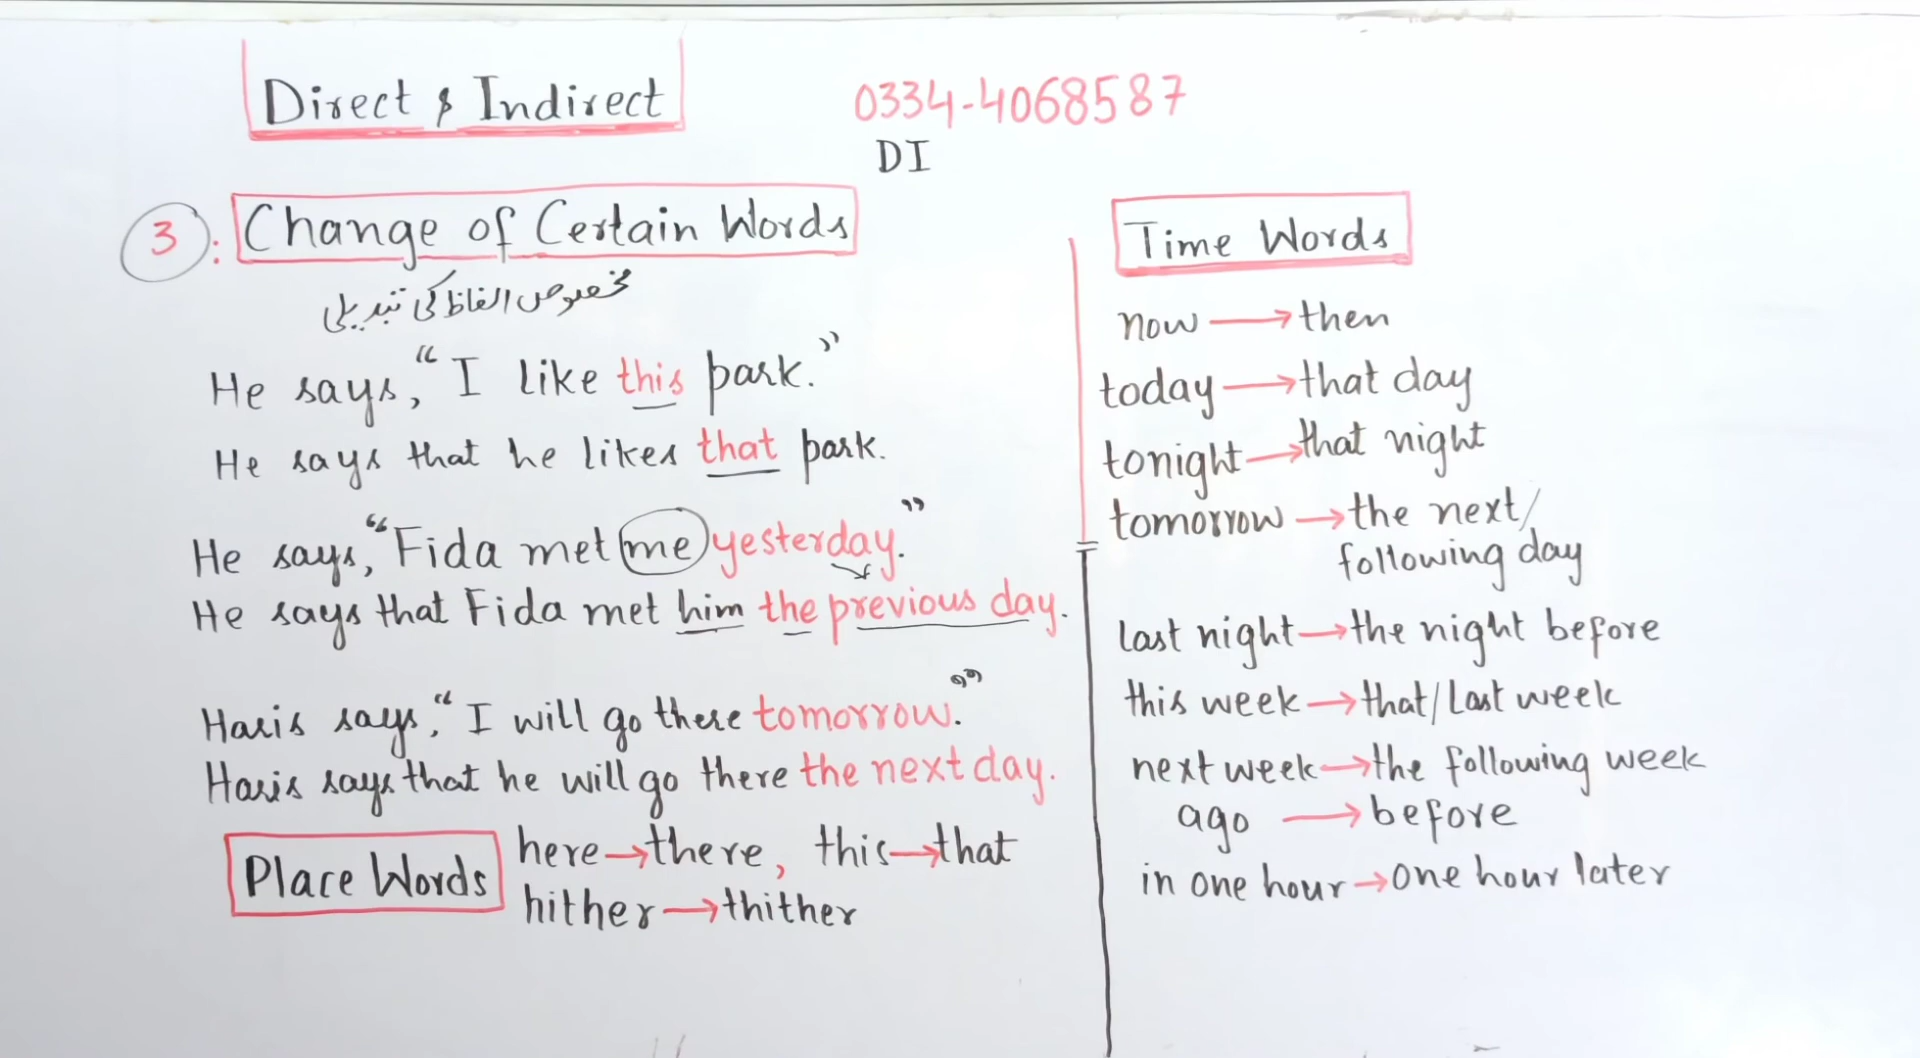 Direct & Indirect
0334-4068587
DI
3: Change of Certain Words
مخصوص الفاظ کی تبدیلی
He says, "I like this park."
He says that he likes that park.
He says, "Fida met me yesterday."
He says that Fida met him the previous day.
Haris says, "I will go there tomorrow."
Haris says that he will go there the next day.
Place Words
here→there, this→that
hither→thither
Time Words
now→then
today→that day
tonight→that night
tomorrow→the next/
following day
last night→the night before
this week→that/Last week
next week→the following week
ago→before
in one hour→one hour later